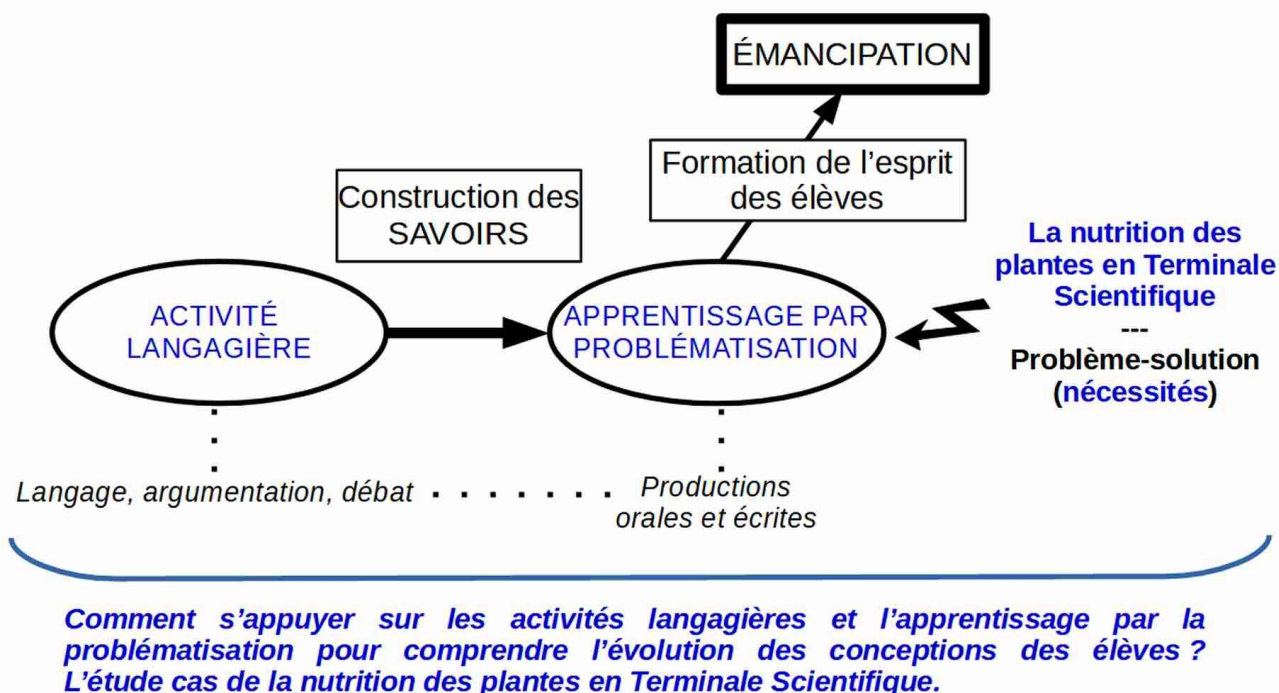 ÉMANCIPATION
Formation de l’esprit
des élèves
Construction des
SAVOIRS
La nutrition des
plantes en Terminale
Scientifique
---
Problème-solution
(nécessités)
ACTIVITÉ
LANGAGIÈRE
APPRENTISSAGE PAR
PROBLÉMATISATION
Langage, argumentation, débat
Productions
orales et écrites
Comment s’appuyer sur les activités langagières et l’apprentissage par la
problématisation pour comprendre l’évolution des conceptions des élèves ?
L’étude cas de la nutrition des plantes en Terminale Scientifique.